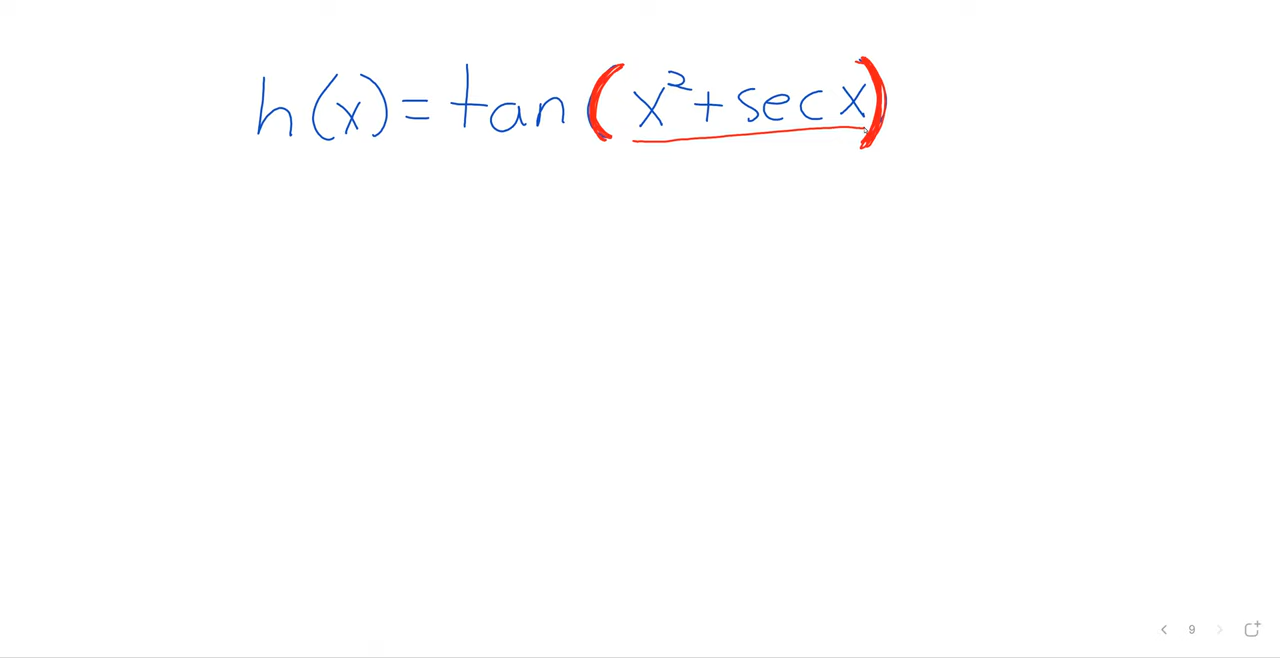 h(x) = tan(x² + sec x)
9